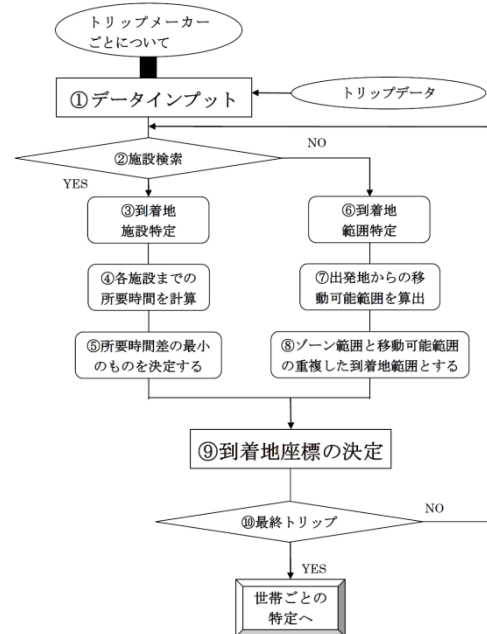 トリップメーカー
ごとについて
①データインプット
トリップデータ
②施設検索
NO
YES
③到着地
施設特定
⑥到着地
範囲特定
④各施設までの
所要時間を計算
⑦出発地からの移
動可能範囲を算出
⑤所要時間差の最小
のものを決定する
⑧ゾーン範囲と移動可能範囲
の重複した到着地範囲とする
⑨到着地座標の決定
⑩最終トリップ
NO
YES
世帯ごとの
特定へ